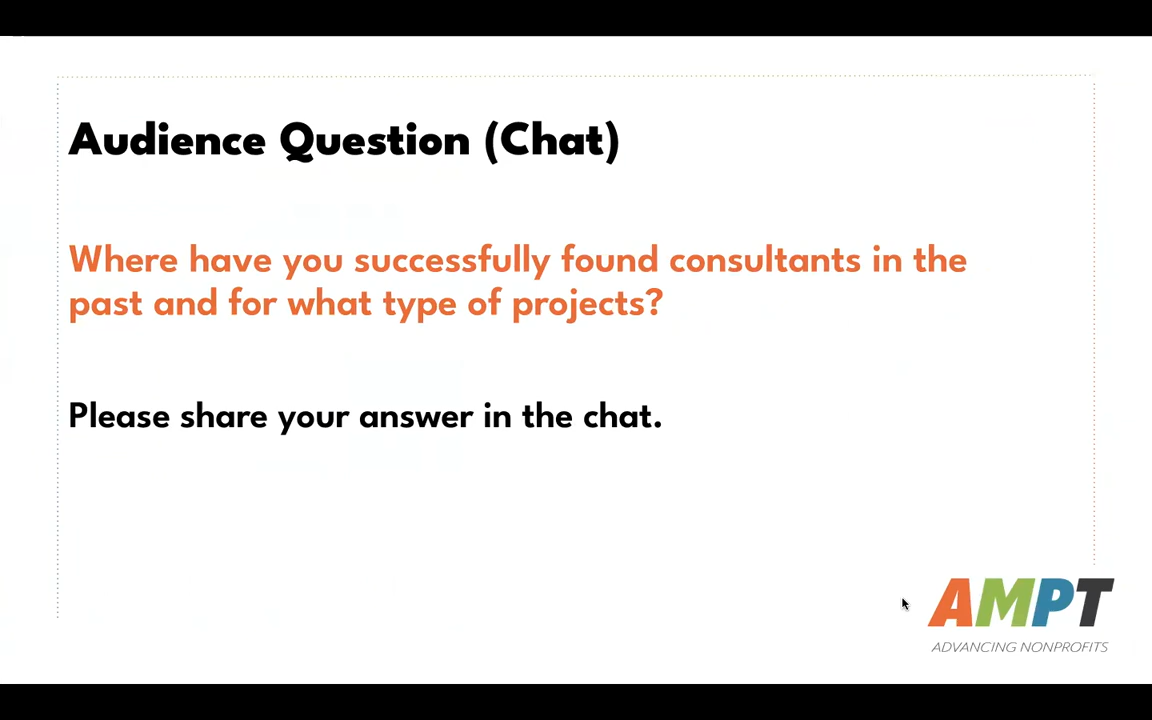 Audience Question (Chat)
Where have you successfully found consultants in the
past and for what type of projects?
Please share your answer in the chat.
AMPT
ADVANCING NONPROFITS